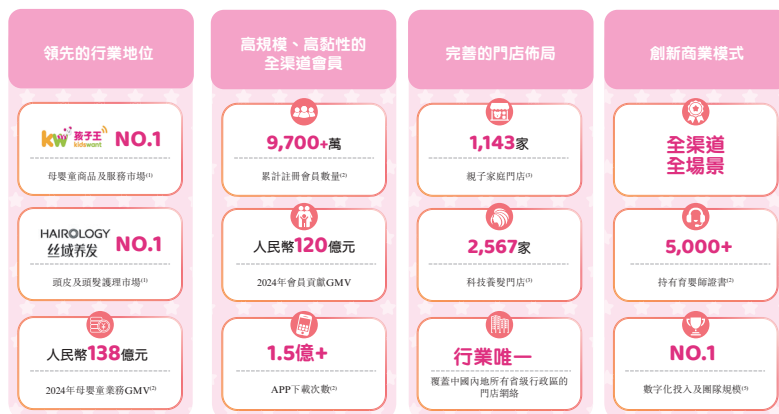 領先的行業地位
kw 孩子王 kidswant NO.1
母嬰童商品及服務市場(1)
HAIROLOGY
丝域养发 NO.1
頭皮及頭髮護理市場(1)
人民幣138億元
2024年母嬰童業務GMV(2)
高規模、高黏性的
全渠道會員
9,700+萬
累計註冊會員數量(2)
人民幣120億元
2024年會員貢獻GMV
1.5億+
APP下載次數(2)
完善的門店佈局
1,143家
親子家庭門店(3)
2,567家
科技養髮門店(3)
行業唯一
覆蓋中國內地所有省級行政區的
門店網絡
創新商業模式
全渠道
全場景
5,000+
持有育嬰師證書(2)
NO.1
數字化投入及團隊規模(5)